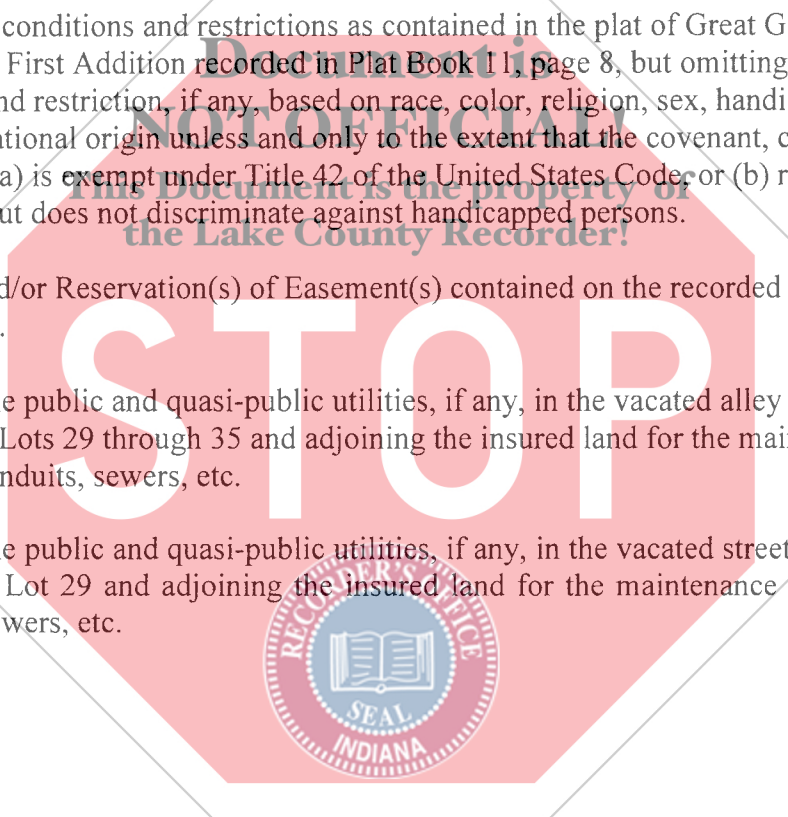 conditions and restrictions as contained in the plat of Great G
First Addition recorded in Plat Book 11, page 8, but omitting
nd restriction, if any, based on race, color, religion, sex, handi
ational origin unless and only to the extent that the covenant, c
a) is exempt under Title 42 of the United States Code, or (b) r
ut does not discriminate against handicapped persons.
d/or Reservation(s) of Easement(s) contained on the recorded
.
e public and quasi-public utilities, if any, in the vacated alley
Lots 29 through 35 and adjoining the insured land for the mai
nduits, sewers, etc.
e public and quasi-public utilities, if any, in the vacated street
Lot 29 and adjoining the insured land for the maintenance
wers, etc.
Document is
NOT OFFICIAL!
This Document is the property of
the Lake County Recorder!
STOP
RECORDER'S OFFICE
SEAL
INDIANA